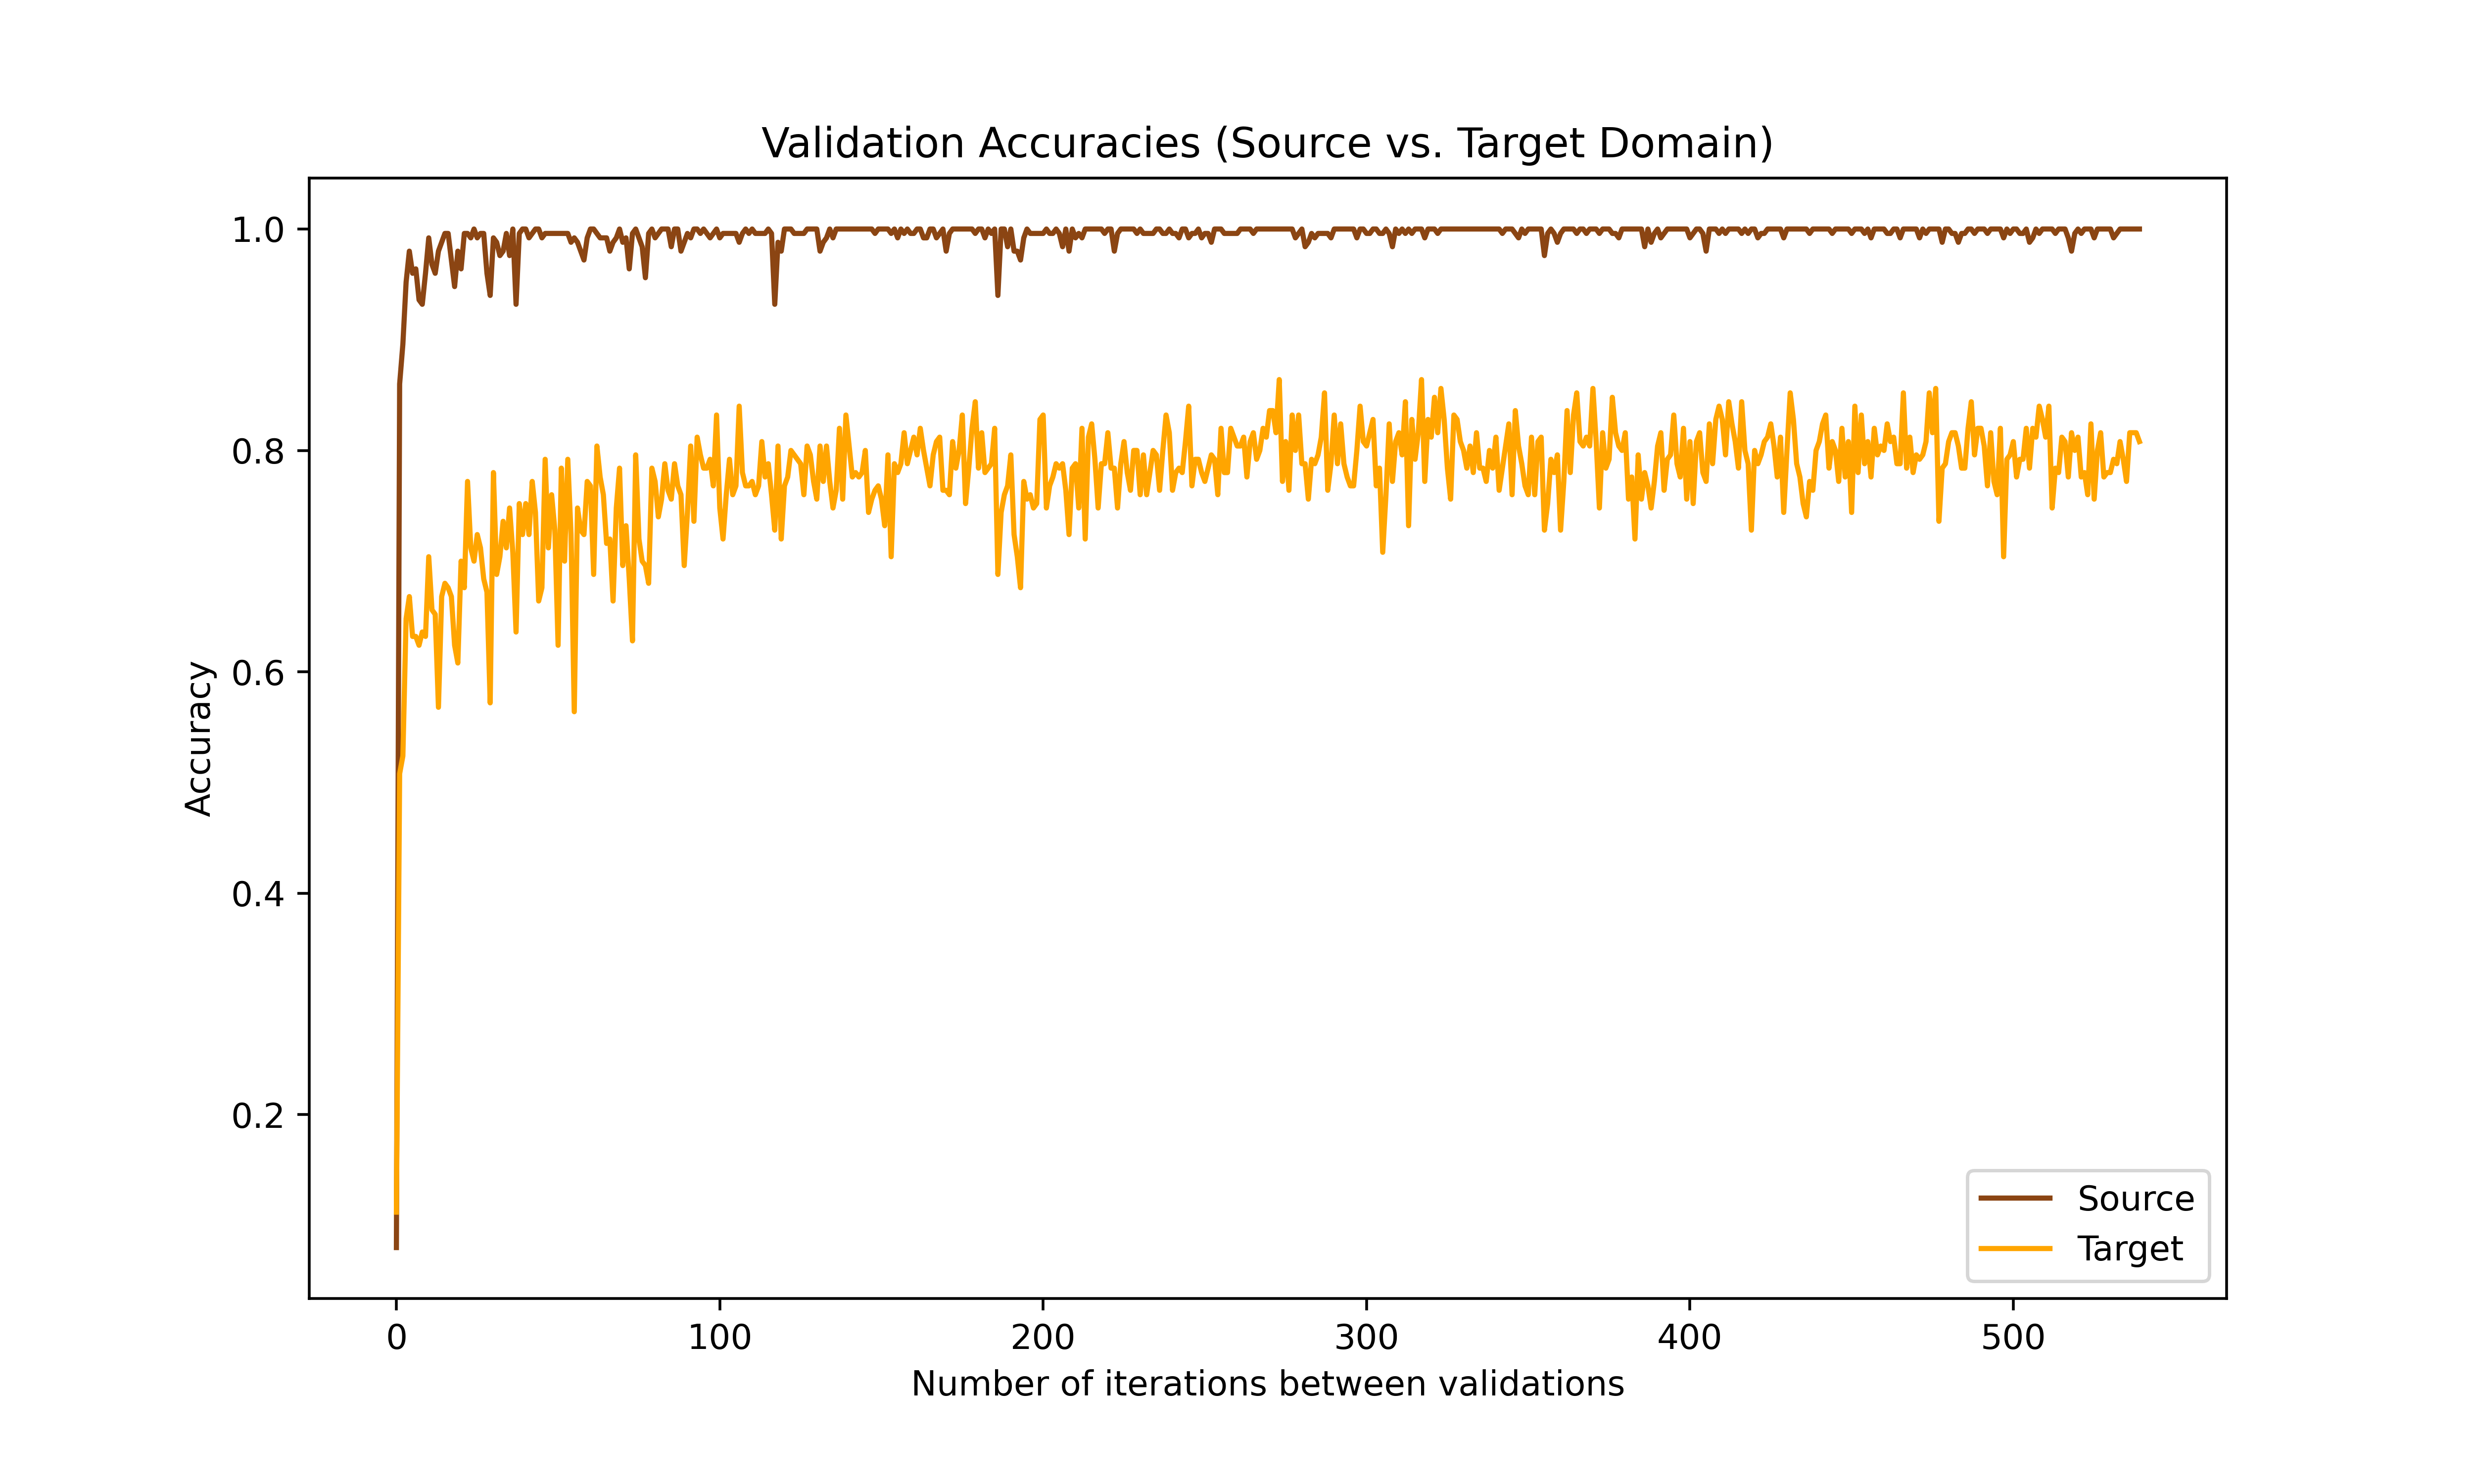 Validation Accuracies (Source vs. Target Domain)
1.0
0.8
0.6
0.4
0.2
Accuracy
0 100 200 300 400 500
Number of iterations between validations
Source
Target